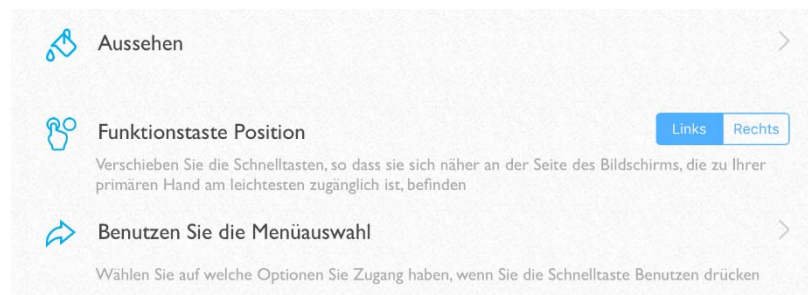 Aussehen
Funktionstaste Position
Links Rechts
Verschieben Sie die Schnelltasten, so dass sie sich näher an der Seite des Bildschirms, die zu Ihrer
primären Hand am leichtesten zugänglich ist, befinden
Benutzen Sie die Menüauswahl
Wählen Sie auf welche Optionen Sie Zugang haben, wenn Sie die Schnelltaste Benutzen drücken